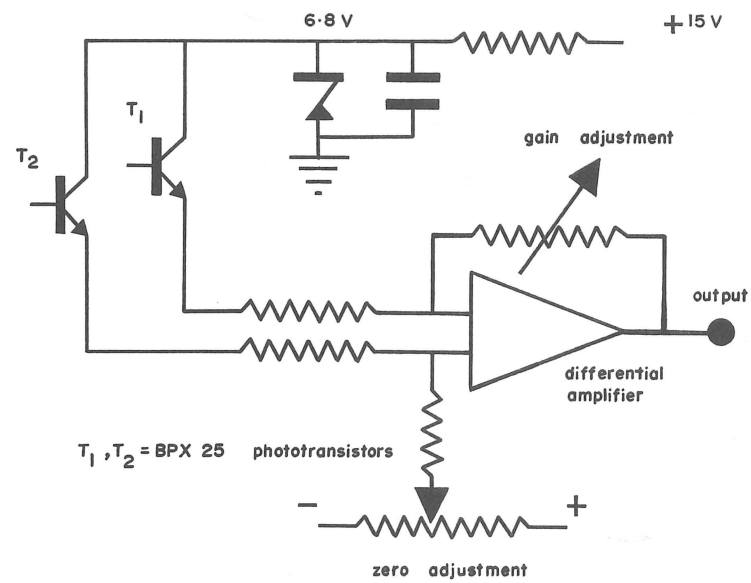 6·8 V
+ 15 V
T1
T2
gain adjustment
output
differential
amplifier
T1 , T2 = BPX 25 phototransistors
− +
zero adjustment